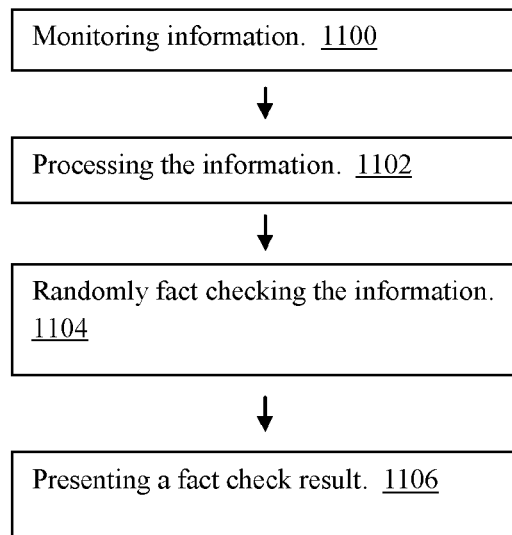 Monitoring information. 1100
Processing the information. 1102
Randomly fact checking the information.
1104
Presenting a fact check result. 1106